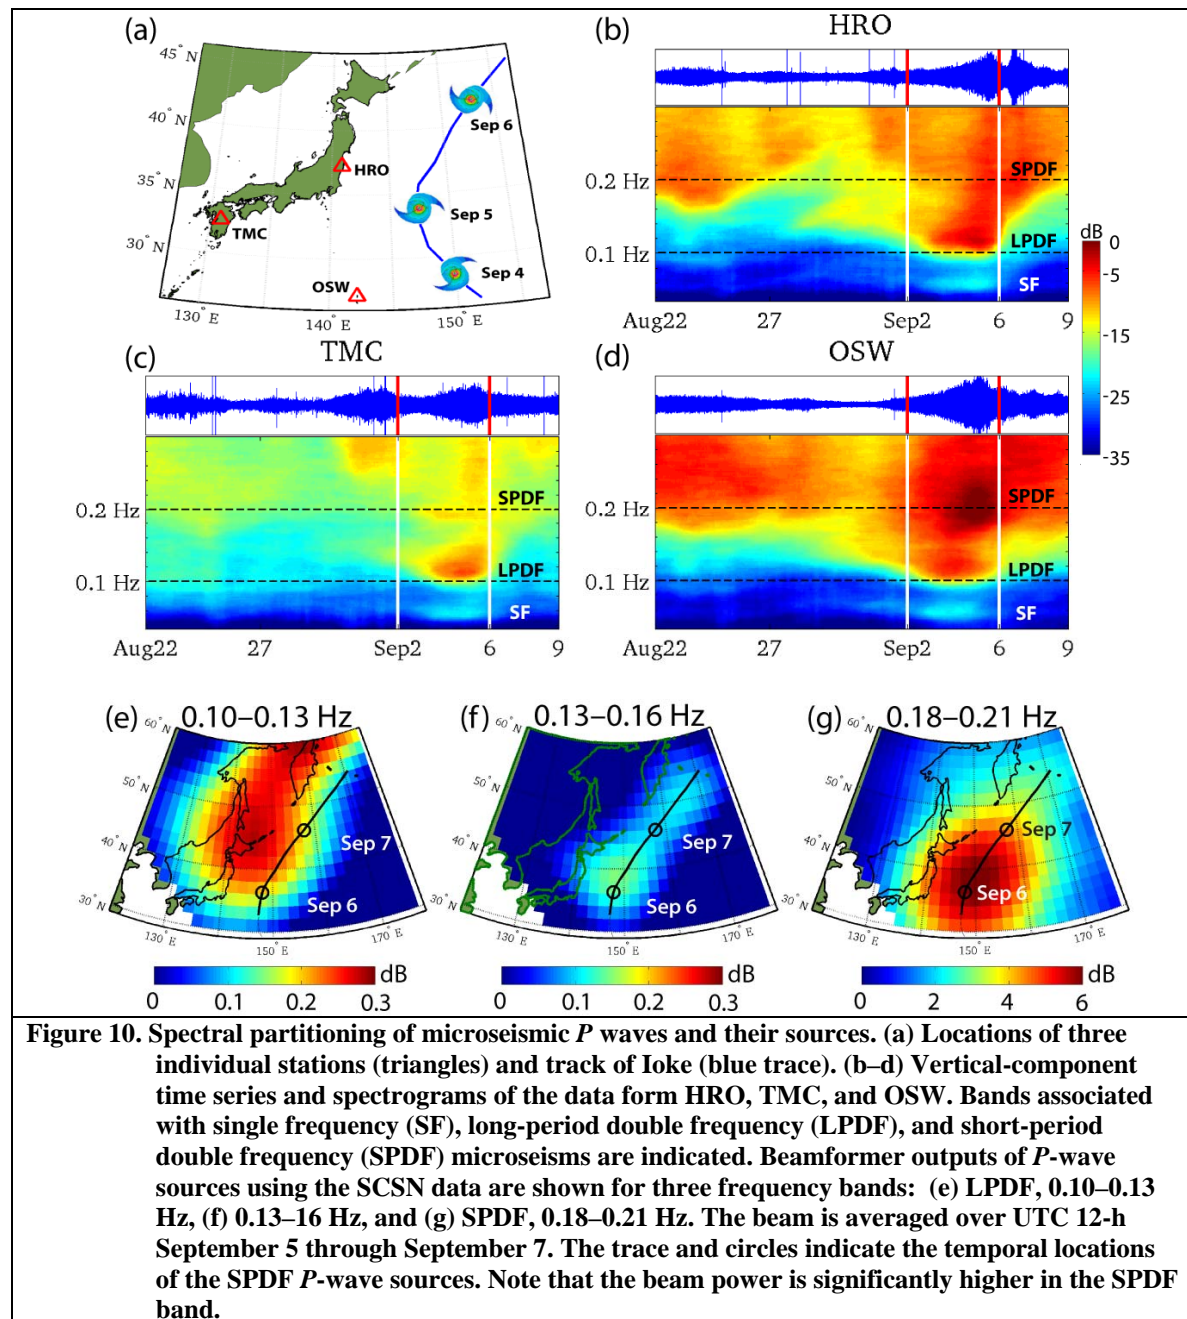 (a)
45° N
40° N
35° N
30° N
130° E
140° E
150° E
HRO
TMC
OSW
Sep 6
Sep 5
Sep 4
(b)
HRO
0.2 Hz
0.1 Hz
SPDF
LPDF
SF
Aug22 27 Sep2 6 9
dB
0
-5
-15
-25
-35
(c)
TMC
0.2 Hz
0.1 Hz
SPDF
LPDF
SF
Aug22 27 Sep2 6 9
(d)
OSW
0.2 Hz
0.1 Hz
SPDF
LPDF
SF
Aug22 27 Sep2 6 9
(e) 0.10–0.13 Hz
60° N
50° N
40° N
30° N
130° E
150° E
170° E
Sep 7
Sep 6
dB
0 0.1 0.2 0.3
(f) 0.13–0.16 Hz
60° N
50° N
40° N
30° N
130° E
150° E
170° E
Sep 7
Sep 6
dB
0 0.1 0.2 0.3
(g) 0.18–0.21 Hz
60° N
50° N
40° N
30° N
130° E
150° E
170° E
Sep 7
Sep 6
dB
0 2 4 6
Figure 10. Spectral partitioning of microseismic P waves and their sources. (a) Locations of three
individual stations (triangles) and track of Ioke (blue trace). (b–d) Vertical-component
time series and spectrograms of the data form HRO, TMC, and OSW. Bands associated
with single frequency (SF), long-period double frequency (LPDF), and short-period
double frequency (SPDF) microseisms are indicated. Beamformer outputs of P-wave
sources using the SCSN data are shown for three frequency bands: (e) LPDF, 0.10–0.13
Hz, (f) 0.13–16 Hz, and (g) SPDF, 0.18–0.21 Hz. The beam is averaged over UTC 12-h
September 5 through September 7. The trace and circles indicate the temporal locations
of the SPDF P-wave sources. Note that the beam power is significantly higher in the SPDF
band.